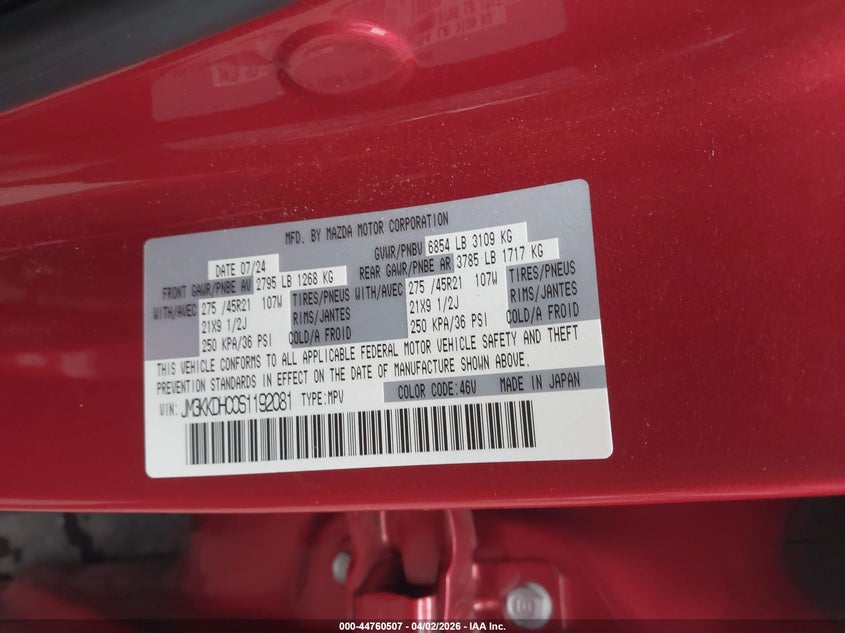 MFD. BY MAZDA MOTOR CORPORATION
DATE 07/24 GVWR/PNBV 6854 LB 3109 KG
FRONT GAWR/PNBE AV 2795 LB 1268 KG REAR GAWR/PNBE AR 3785 LB 1717 KG
WITH/AVEC 275 /45R21 107W TIRES/PNEUS WITH/AVEC 275 /45R21 107W TIRES/PNEUS
21X9 1/2J RIMS/JANTES 21X9 1/2J RIMS/JANTES
250 KPA/36 PSI COLD/A FROID 250 KPA/36 PSI COLD/A FROID
THIS VEHICLE CONFORMS TO ALL APPLICABLE FEDERAL MOTOR VEHICLE SAFETY AND THEFT
PREVENTION STANDARDS IN EFFECT ON THE DATE OF MANUFACTURE SHOWN ABOVE.
VIN: JM3KKDHC0S1192081 TYPE:MPV COLOR CODE:46V MADE IN JAPAN
000-44760507 - 04/02/2026 - IAA Inc.